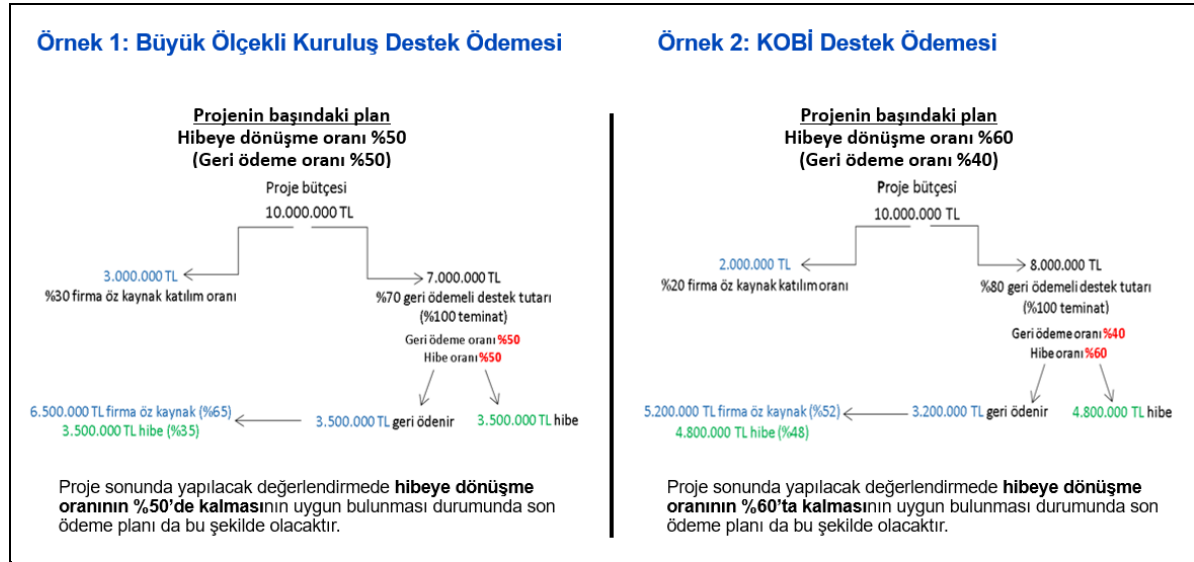 Örnek 1: Büyük Ölçekli Kuruluş Destek Ödemesi
Projenin başındaki plan
Hibeye dönüşme oranı %50
(Geri ödeme oranı %50)
Proje bütçesi
10.000.000 TL
3.000.000 TL
%30 firma öz kaynak katılım oranı
7.000.000 TL
%70 geri ödemeli destek tutarı
(%100 teminat)
Geri ödeme oranı %50
Hibe oranı %50
6.500.000 TL firma öz kaynak (%65)
3.500.000 TL hibe (%35)
3.500.000 TL geri ödenir
3.500.000 TL hibe
Proje sonunda yapılacak değerlendirmede hibeye dönüşme
oranının %50’de kalmasının uygun bulunması durumunda son
ödeme planı da bu şekilde olacaktır.
Örnek 2: KOBİ Destek Ödemesi
Projenin başındaki plan
Hibeye dönüşme oranı %60
(Geri ödeme oranı %40)
Proje bütçesi
10.000.000 TL
2.000.000 TL
%20 firma öz kaynak katılım oranı
8.000.000 TL
%80 geri ödemeli destek tutarı
(%100 teminat)
Geri ödeme oranı %40
Hibe oranı %60
5.200.000 TL firma öz kaynak (%52)
4.800.000 TL hibe (%48)
3.200.000 TL geri ödenir
4.800.000 TL hibe
Proje sonunda yapılacak değerlendirmede hibeye dönüşme
oranının %60’ta kalmasının uygun bulunması durumunda son
ödeme planı da bu şekilde olacaktır.